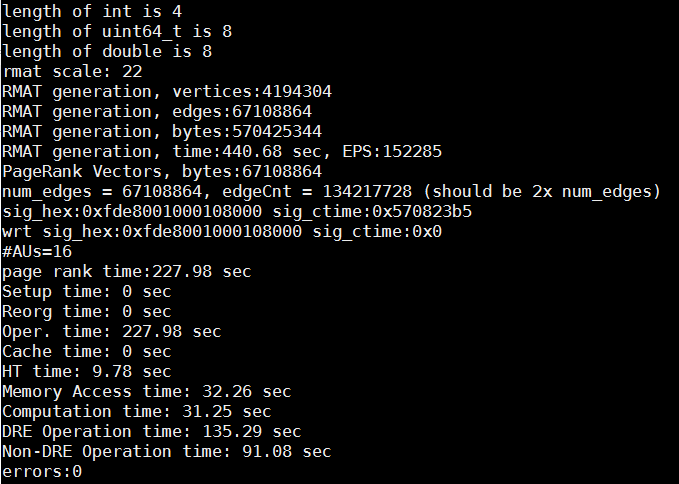 length of int is 4
length of uint64_t is 8
length of double is 8
rmat scale: 22
RMAT generation, vertices:4194304
RMAT generation, edges:67108864
RMAT generation, bytes:570425344
RMAT generation, time:440.68 sec, EPS:152285
PageRank Vectors, bytes:67108864
num_edges = 67108864, edgeCnt = 134217728 (should be 2x num_edges)
sig_hex:0xfde8001000108000 sig_ctime:0x570823b5
wrt sig_hex:0xfde8001000108000 sig_ctime:0x0
#AUs=16
page rank time:227.98 sec
Setup time: 0 sec
Reorg time: 0 sec
Oper. time: 227.98 sec
Cache time: 0 sec
HT time: 9.78 sec
Memory Access time: 32.26 sec
Computation time: 31.25 sec
DRE Operation time: 135.29 sec
Non-DRE Operation time: 91.08 sec
errors:0